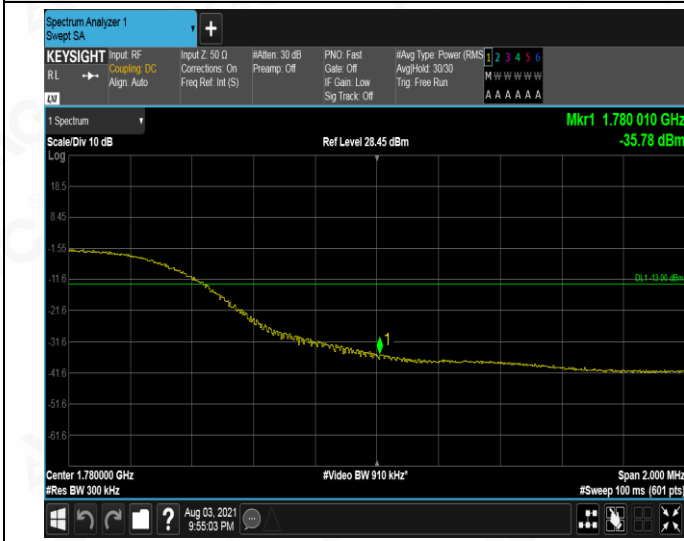 Spectrum Analyzer 1
Swept SA
+
KEYSIGHT
RL
Input: RF
Coupling: DC
Align: Auto
Input Z: 50 Ω
Corrections: On
Freq Ref: Int (S)
#Atten: 30 dB
Preamp: Off
PNO: Fast
Gate: Off
IF Gain: Low
Sig Track: Off
#Avg Type: Power (RMS
Avg|Hold: 30/30
Trig: Free Run
1 2 3 4 5 6
M W W W W W
A A A A A A
1 Spectrum
Mkr1 1.780 010 GHz
Scale/Div 10 dB
Ref Level 28.45 dBm
-35.78 dBm
Log
18.5
8.45
-1.55
-11.6
DL1 -13.00 dBm
-21.6
-31.6
1
-41.6
-51.6
-61.6
Center 1.780000 GHz
#Video BW 910 kHz*
Span 2.000 MHz
#Res BW 300 kHz
#Sweep 100 ms (601 pts)
?
Aug 03, 2021
9:55:03 PM